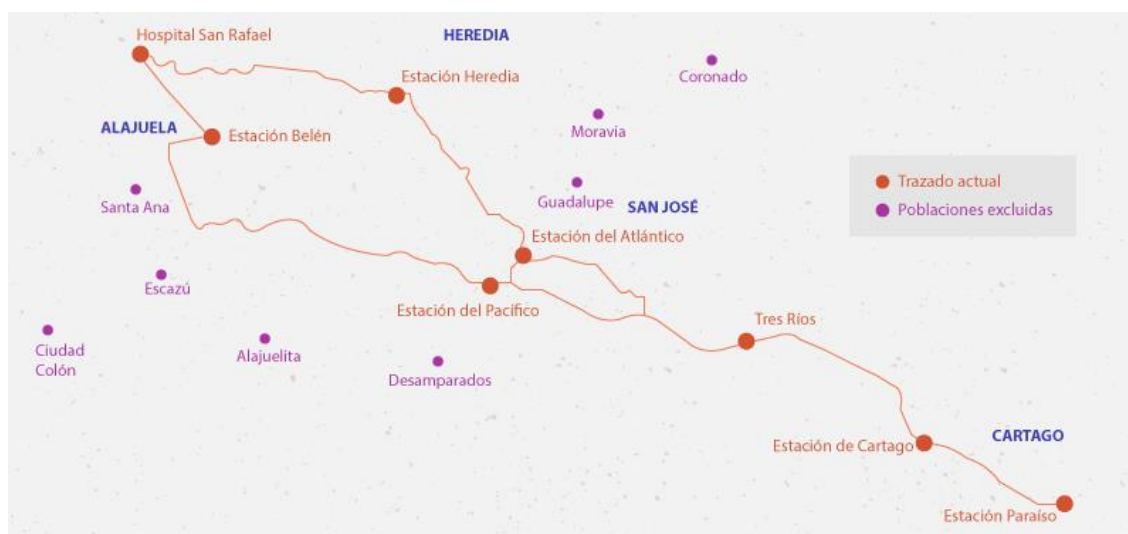 Hospital San Rafael
HEREDIA
Coronado
Estación Heredia
Moravia
ALAJUELA
Estación Belén
Trazado actual
Santa Ana
Guadalupe
SAN JOSÉ
Poblaciones excluidas
Estación del Atlántico
Escazú
Estación del Pacífico
Tres Ríos
Ciudad
Colón
Alajuelita
Desamparados
CARTAGO
Estación de Cartago
Estación Paraíso